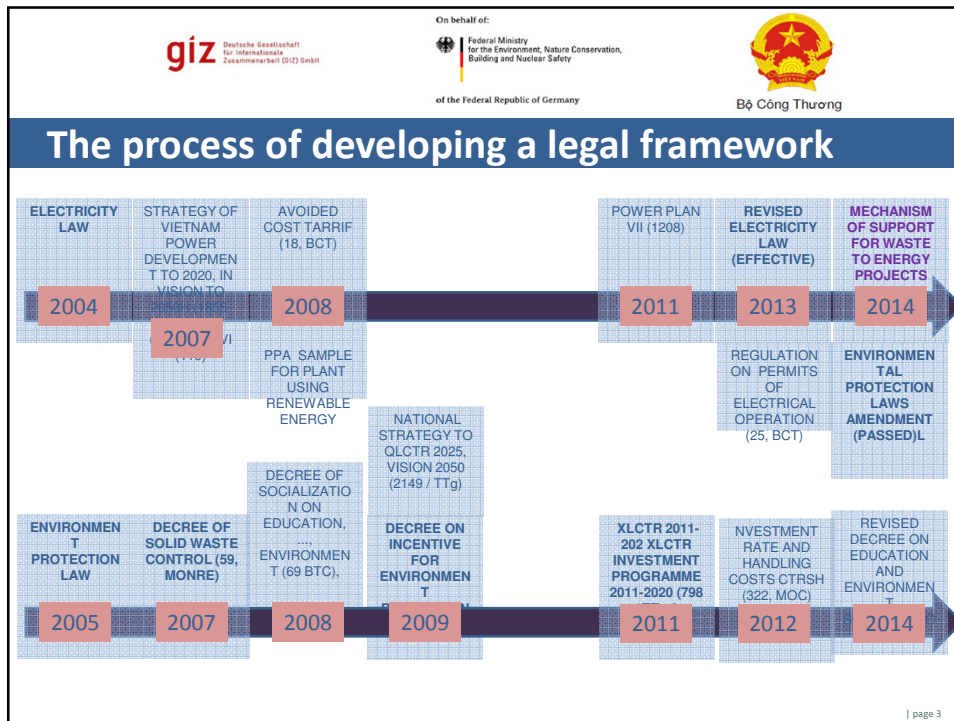 giz Deutsche Gesellschaft
für Internationale
Zusammenarbeit (GIZ) GmbH
On behalf of:
Federal Ministry
for the Environment, Nature Conservation,
Building and Nuclear Safety
of the Federal Republic of Germany
VIỆT NAM
Bộ Công Thương
The process of developing a legal framework
ELECTRICITY
LAW
2004
STRATEGY OF
VIETNAM
POWER
DEVELOPMEN
T TO 2020, IN
VISION TO
VI
2007
AVOIDED
COST TARRIF
(18, BCT)
2008
PPA SAMPLE
FOR PLANT
USING
RENEWABLE
ENERGY
POWER PLAN
VII (1208)
2011
REVISED
ELECTRICITY
LAW
(EFFECTIVE)
2013
REGULATION
ON PERMITS
OF
ELECTRICAL
OPERATION
(25, BCT)
MECHANISM
OF SUPPORT
FOR WASTE
TO ENERGY
PROJECTS
2014
ENVIRONMEN
TAL
PROTECTION
LAWS
AMENDMENT
(PASSED)L
ENVIRONMEN
T
PROTECTION
LAW
2005
DECREE OF
SOLID WASTE
CONTROL (59,
MONRE)
2007
DECREE OF
SOCIALIZATIO
N ON
EDUCATION,
...,
ENVIRONMEN
T (69 BTC),
2008
NATIONAL
STRATEGY TO
QLCTR 2025,
VISION 2050
(2149 / TTg)
DECREE ON
INCENTIVE
FOR
ENVIRONMEN
T
2009
XLCTR 2011-
202 XLCTR
INVESTMENT
PROGRAMME
2011-2020 (798
2011
NVESTMENT
RATE AND
HANDLING
COSTS CTRSH
(322, MOC)
2012
REVISED
DECREE ON
EDUCATION
AND
ENVIRONMEN
T
2014
| page 3